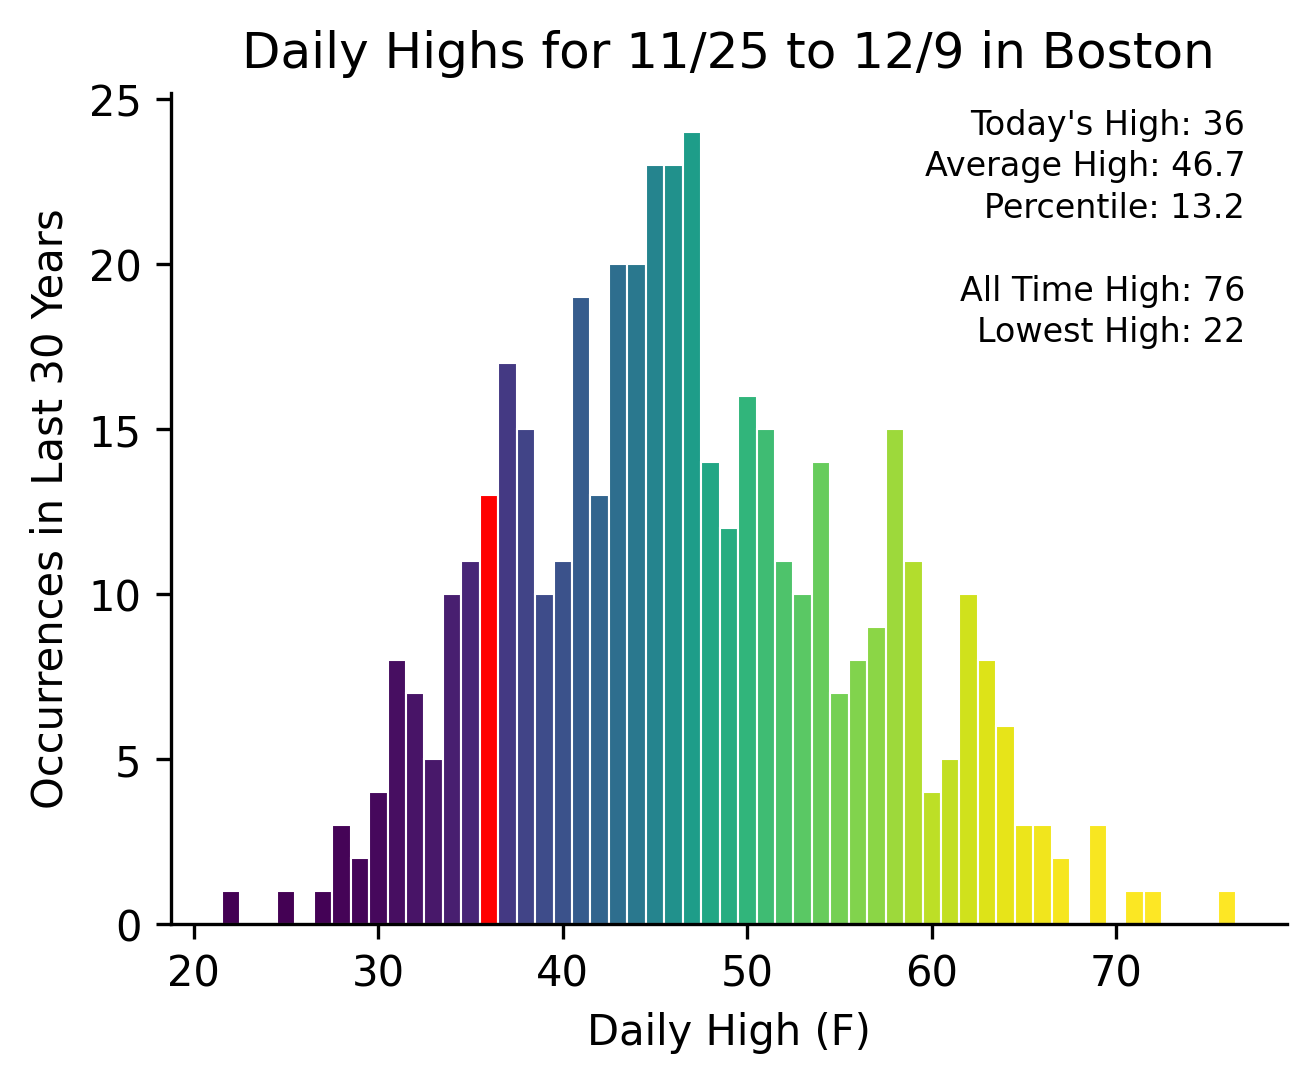 Daily Highs for 11/25 to 12/9 in Boston
Today's High: 36
Average High: 46.7
Percentile: 13.2
All Time High: 76
Lowest High: 22
Occurrences in Last 30 Years
25
20
15
10
5
0
20 30 40 50 60 70
Daily High (F)